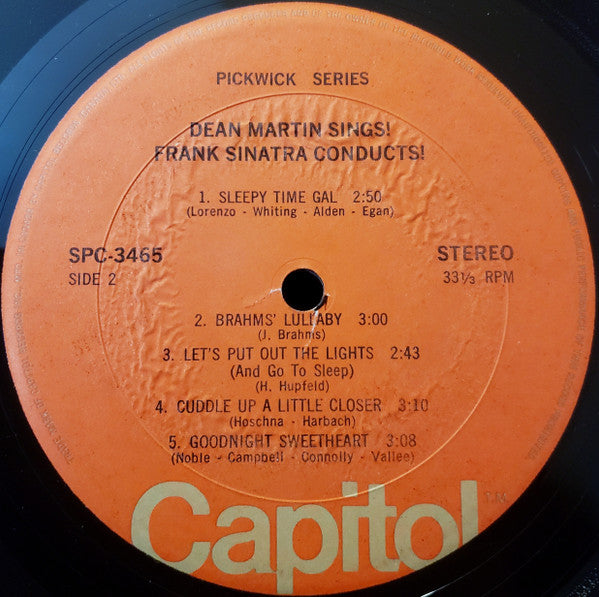 PICKWICK SERIES
DEAN MARTIN SINGS!
FRANK SINATRA CONDUCTS!
1. SLEEPY TIME GAL 2:50
(Lorenzo - Whiting - Alden - Egan)
SPC-3465
SIDE 2
STEREO
33⅓ RPM
2. BRAHMS' LULLABY 3:00
(J. Brahms)
3. LET'S PUT OUT THE LIGHTS 2:43
(And Go To Sleep)
(H. Hupfeld)
4. CUDDLE UP A LITTLE CLOSER 3:10
(Hoschna - Harbach)
5. GOODNIGHT SWEETHEART 3:08
(Noble - Campbell - Connolly - Vallee)
Capitol
T.M.